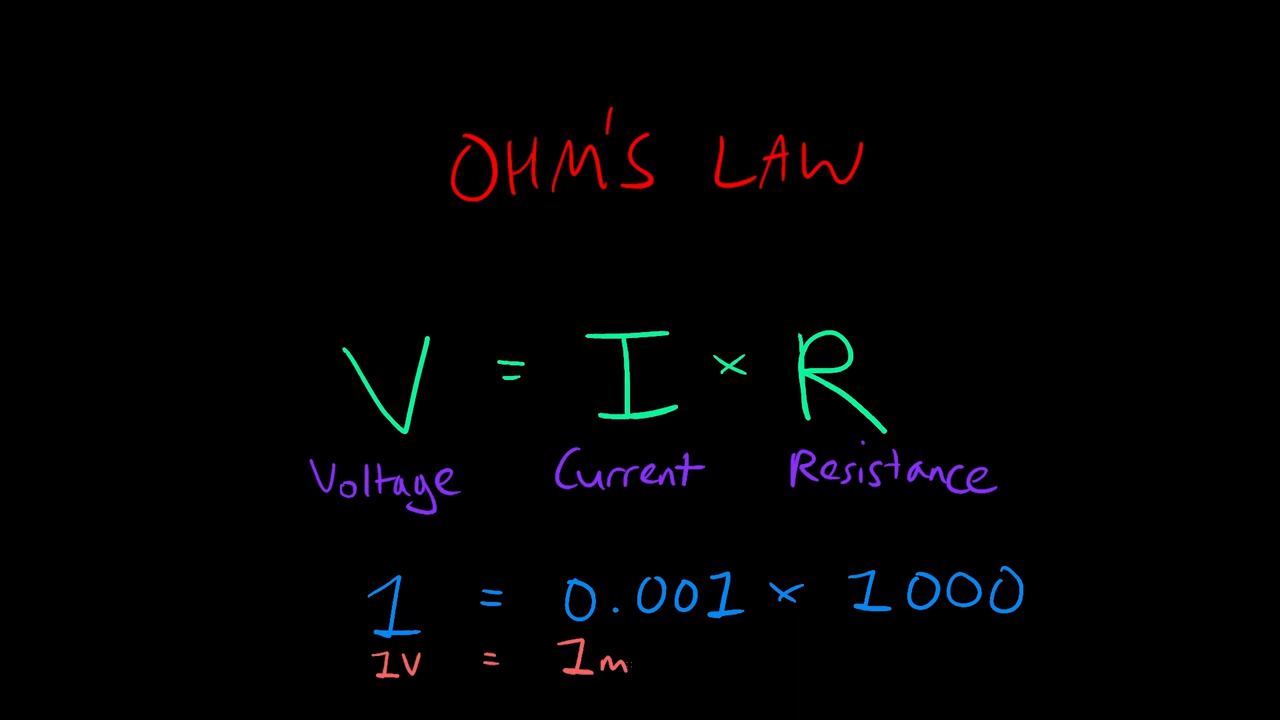 OHM'S LAW
V = I × R
Voltage Current Resistance
1 = 0.001 × 1000
1V = 1m